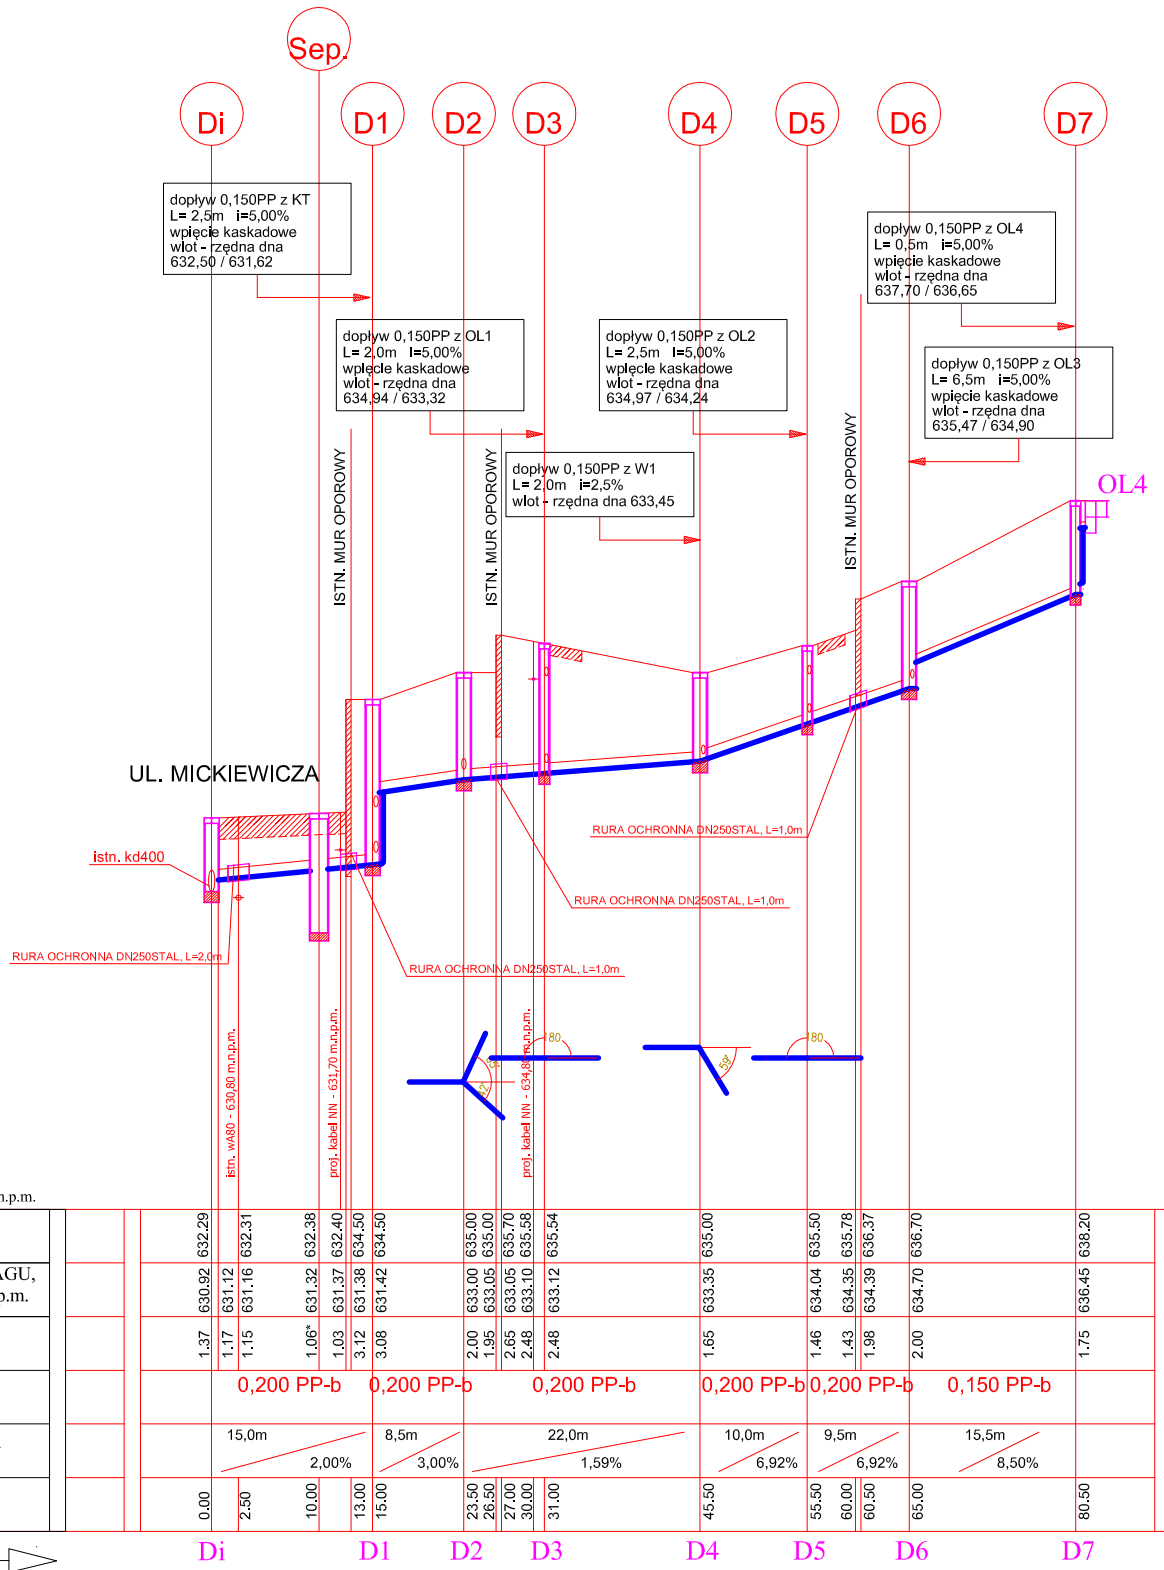 Sep.
Di
D1
D2
D3
D4
D5
D6
D7
dopływ 0,150PP z KT
L= 2,5m i=5,00%
wpięcie kaskadowe
wlot - rzędna dna
632,50 / 631,62
dopływ 0,150PP z OL4
L= 0,5m i=5,00%
wpięcie kaskadowe
wlot - rzędna dna
637,70 / 636,65
dopływ 0,150PP z OL1
L= 2,0m i=5,00%
wpięcie kaskadowe
wlot - rzędna dna
634,94 / 633,32
dopływ 0,150PP z OL2
L= 2,5m i=5,00%
wpięcie kaskadowe
wlot - rzędna dna
634,97 / 634,24
dopływ 0,150PP z OL3
L= 6,5m i=5,00%
wpięcie kaskadowe
wlot - rzędna dna
635,47 / 634,90
dopływ 0,150PP z W1
L= 2,0m i=2,5%
wlot - rzędna dna 633,45
ISTN. MUR OPOROWY
ISTN. MUR OPOROWY
ISTN. MUR OPOROWY
OL4
UL. MICKIEWICZA
istn. kd400
RURA OCHRONNA DN250STAL, L=1,0m
RURA OCHRONNA DN250STAL, L=1,0m
RURA OCHRONNA DN250STAL, L=2,0m
RURA OCHRONNA DN250STAL, L=1,0m
istn. wA80 - 630,80 m.n.p.m.
proj. kabel NN - 631,70 m.n.p.m.
proj. kabel NN - 634,80 m.n.p.m.
42°
180
59°
180
n.p.m.
632.29 632.31 632.38 632.40 634.50 634.50 635.00 635.00 635.70 635.58 635.54 635.00 635.50 635.78 636.37 636.70 638.20
AGU,
p.m.
630.92 631.12 631.16 631.32 631.37 631.38 631.42 633.00 633.05 633.05 633.10 633.12 633.35 634.04 634.35 634.39 634.70 636.45
1.37 1.17 1.15 1.06* 1.03 3.12 3.08 2.00 1.95 2.65 2.48 2.48 1.65 1.46 1.43 1.98 2.00 1.75
0,200 PP-b 0,200 PP-b 0,200 PP-b 0,200 PP-b 0,200 PP-b 0,150 PP-b
15,0m 8,5m 22,0m 10,0m 9,5m 15,5m
2,00% 3,00% 1,59% 6,92% 6,92% 8,50%
0.00 2.50 10.00 13.00 15.00 23.50 26.50 27.00 30.00 31.00 45.50 55.50 60.00 60.50 65.00 80.50
Di D1 D2 D3 D4 D5 D6 D7